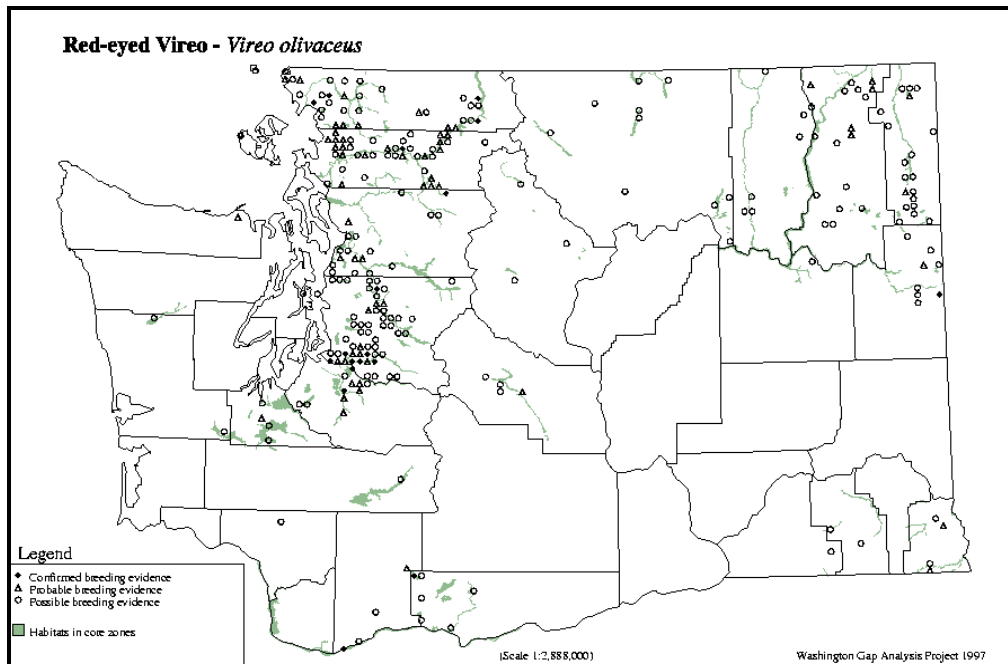 Red-eyed Vireo - Vireo olivaceus
Legend
Confirmed breeding evidence
Probable breeding evidence
Possible breeding evidence
Habitats in core zones
(Scale 1:2,888,000)
Washington Gap Analysis Project 1997